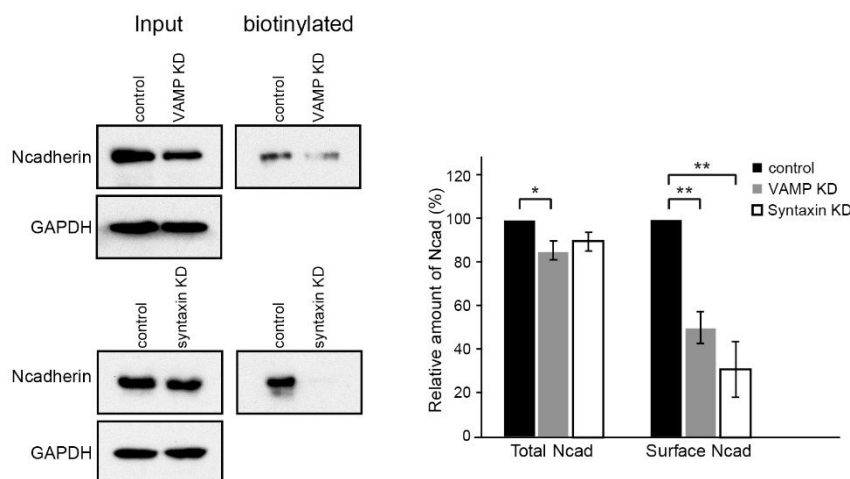 Input
biotinylated
control
VAMP KD
control
VAMP KD
Ncadherin
GAPDH
control
syntaxin KD
control
syntaxin KD
Ncadherin
GAPDH
Relative amount of Ncad (%)
120
100
80
60
40
20
0
*
**
**
control
VAMP KD
Syntaxin KD
Total Ncad
Surface Ncad